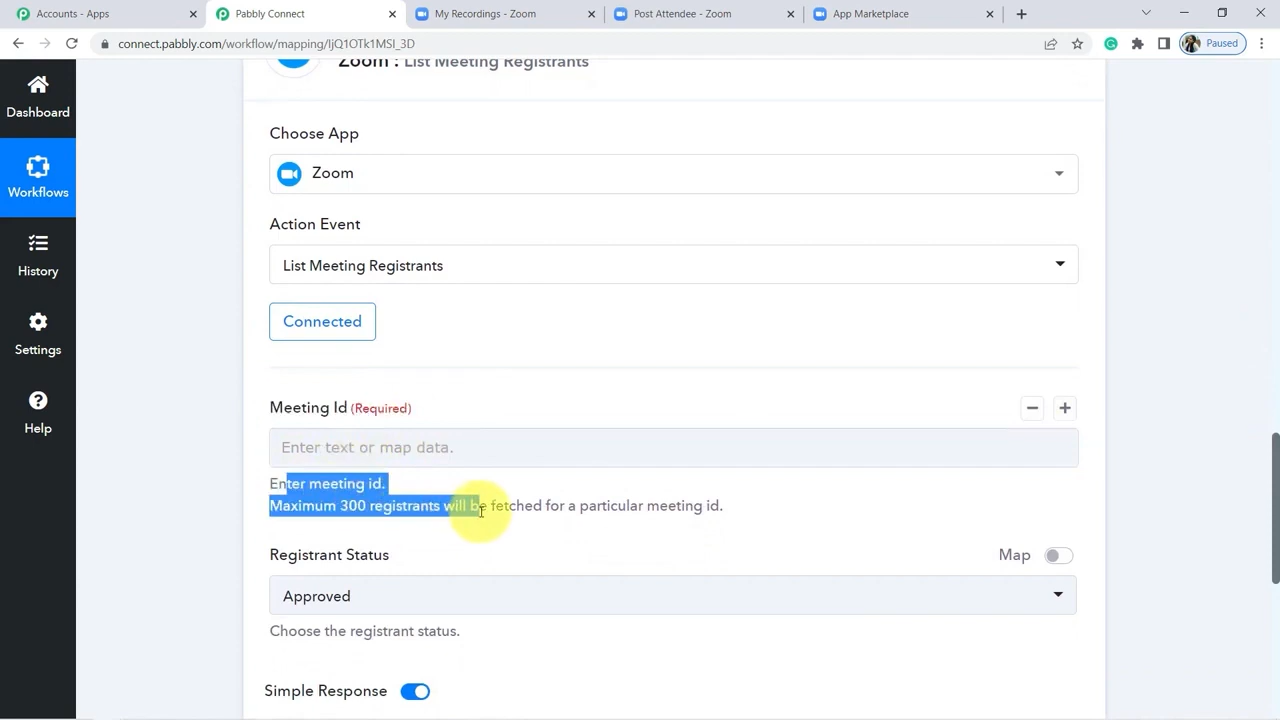 Accounts - Apps
Pabbly Connect
My Recordings - Zoom
Post Attendee - Zoom
App Marketplace
connect.pabbly.com/workflow/mapping/IjQ1OTk1MSI_3D
Paused
Dashboard
Workflows
History
Settings
Help
Zoom : List Meeting Registrants
Choose App
Zoom
Action Event
List Meeting Registrants
Connected
Meeting Id (Required)
Enter text or map data.
Enter meeting id.
Maximum 300 registrants will be fetched for a particular meeting id.
Registrant Status
Map
Approved
Choose the registrant status.
Simple Response